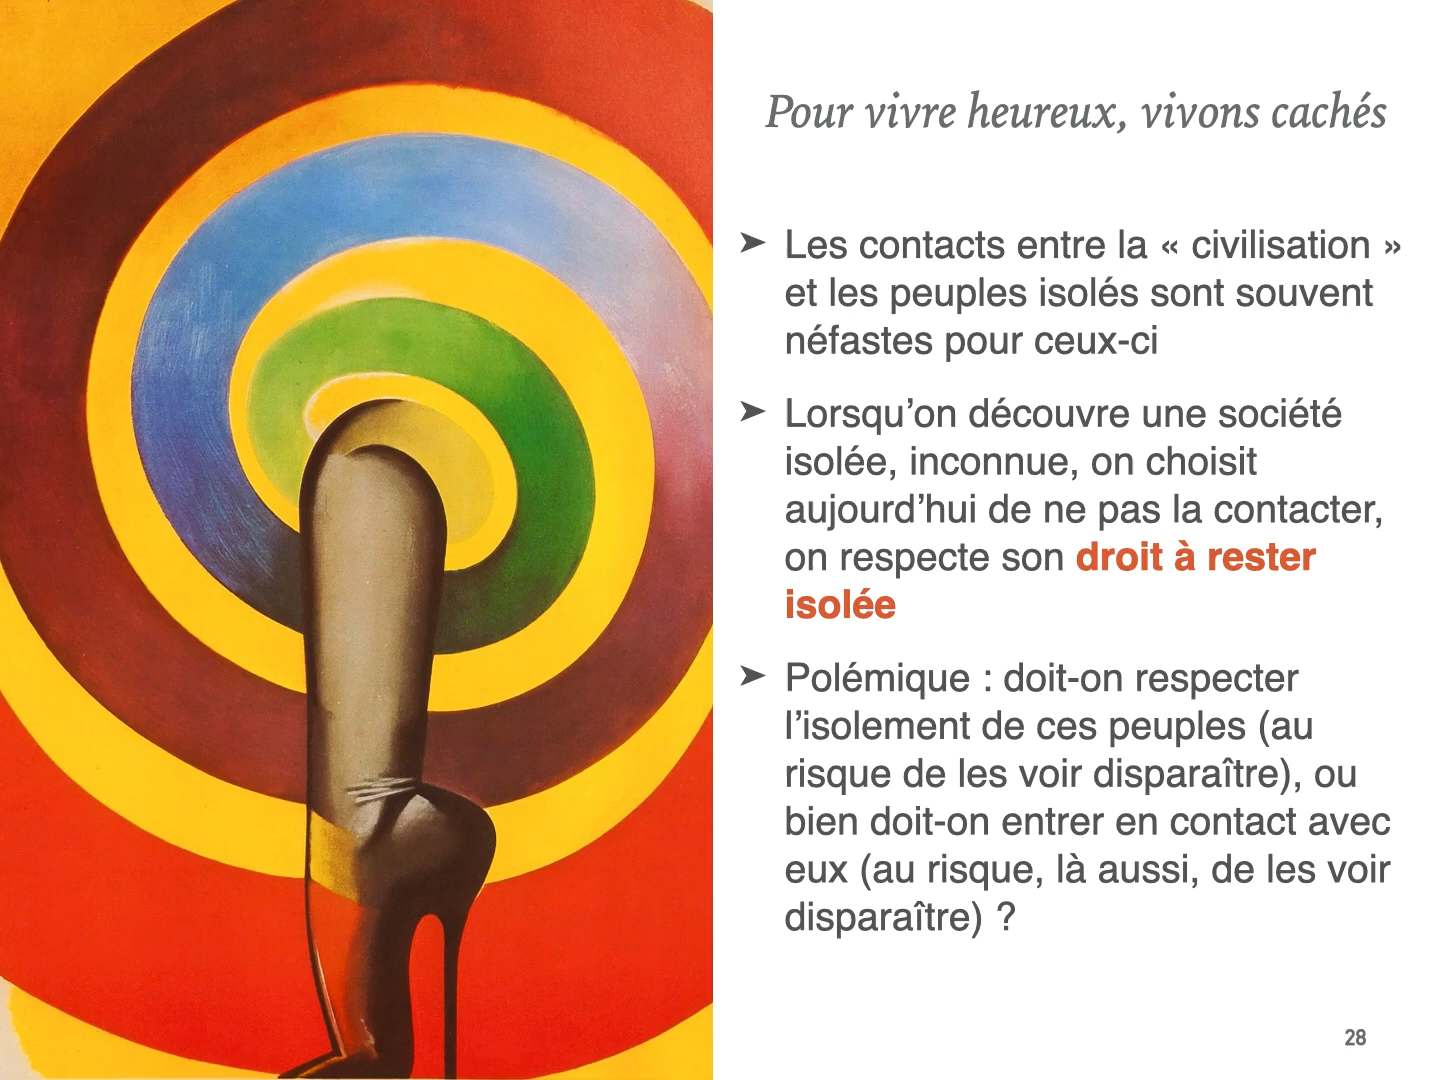 Pour vivre heureux, vivons cachés
➤ Les contacts entre la « civilisation »
et les peuples isolés sont souvent
néfastes pour ceux-ci
➤ Lorsqu’on découvre une société
isolée, inconnue, on choisit
aujourd’hui de ne pas la contacter,
on respecte son droit à rester
isolée
➤ Polémique : doit-on respecter
l’isolement de ces peuples (au
risque de les voir disparaître), ou
bien doit-on entrer en contact avec
eux (au risque, là aussi, de les voir
disparaître) ?
28